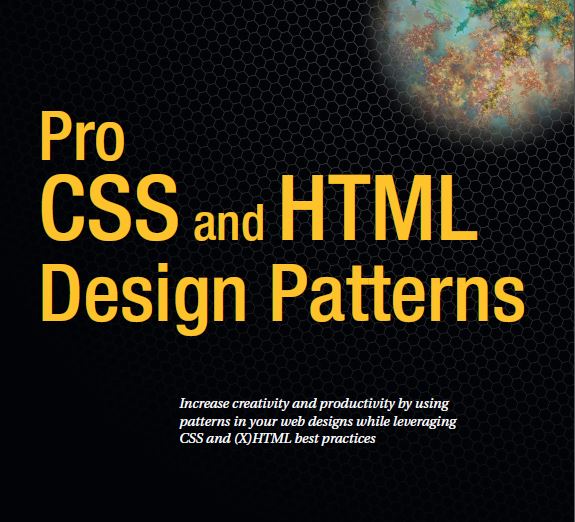 Pro
CSS and HTML
Design Patterns
Increase creativity and productivity by using
patterns in your web designs while leveraging
CSS and (X)HTML best practices